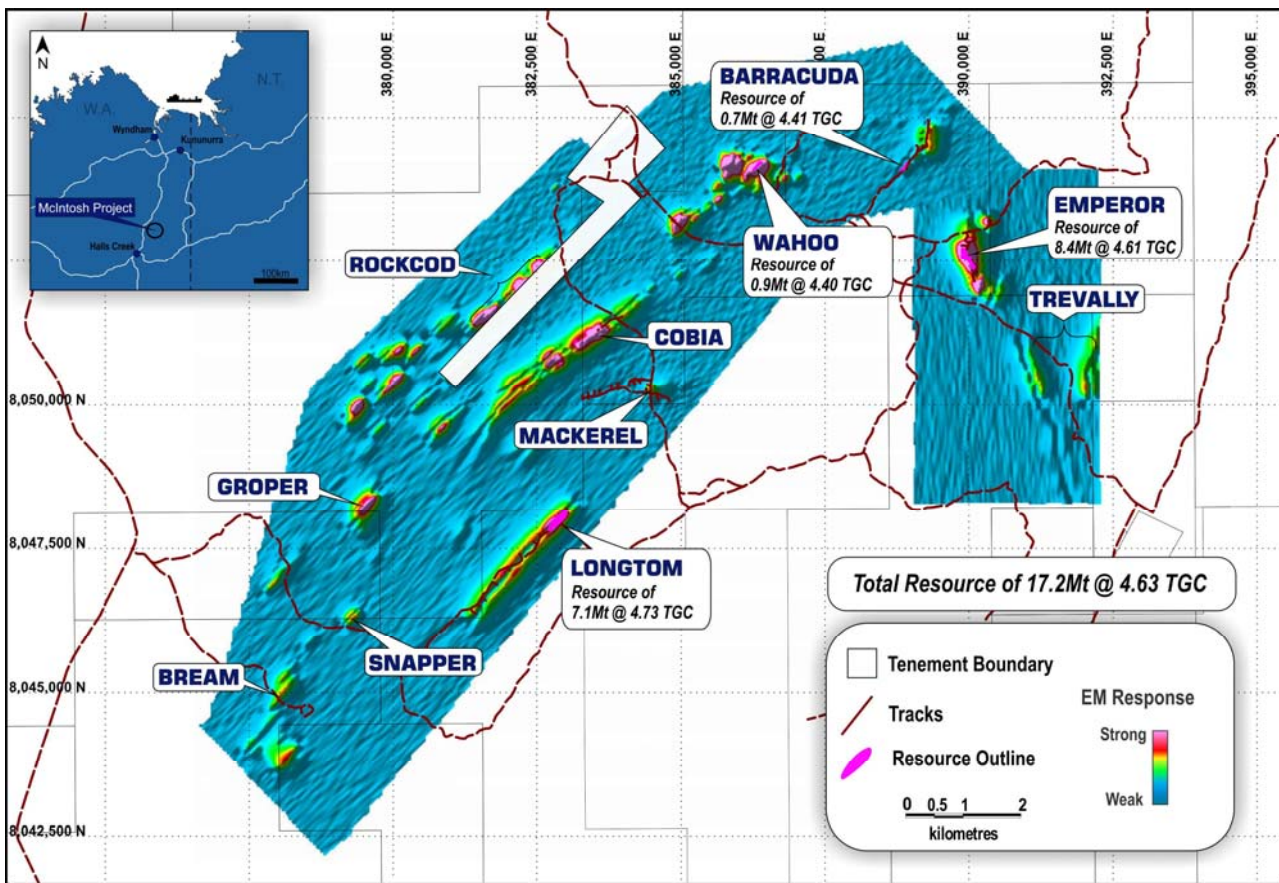 N
N.T.
W.A.
Wyndham
Kununurra
McIntosh Project
Halls Creek
100km
380,000 E
382,500 E
385,000 E
390,000 E
392,500 E
395,000 E
BARRACUDA
Resource of
0.7Mt @ 4.41 TGC
EMPEROR
Resource of
8.4Mt @ 4.61 TGC
WAHOO
Resource of
0.9Mt @ 4.40 TGC
ROCKCOD
TREVALLY
COBIA
8,050,000 N
MACKEREL
GROPER
8,047,500 N
LONGTOM
Resource of
7.1Mt @ 4.73 TGC
Total Resource of 17.2Mt @ 4.63 TGC
SNAPPER
BREAM
8,045,000 N
8,042,500 N
Tenement Boundary
Tracks
Resource Outline
EM Response
Strong
Weak
0 0.5 1 2
kilometres